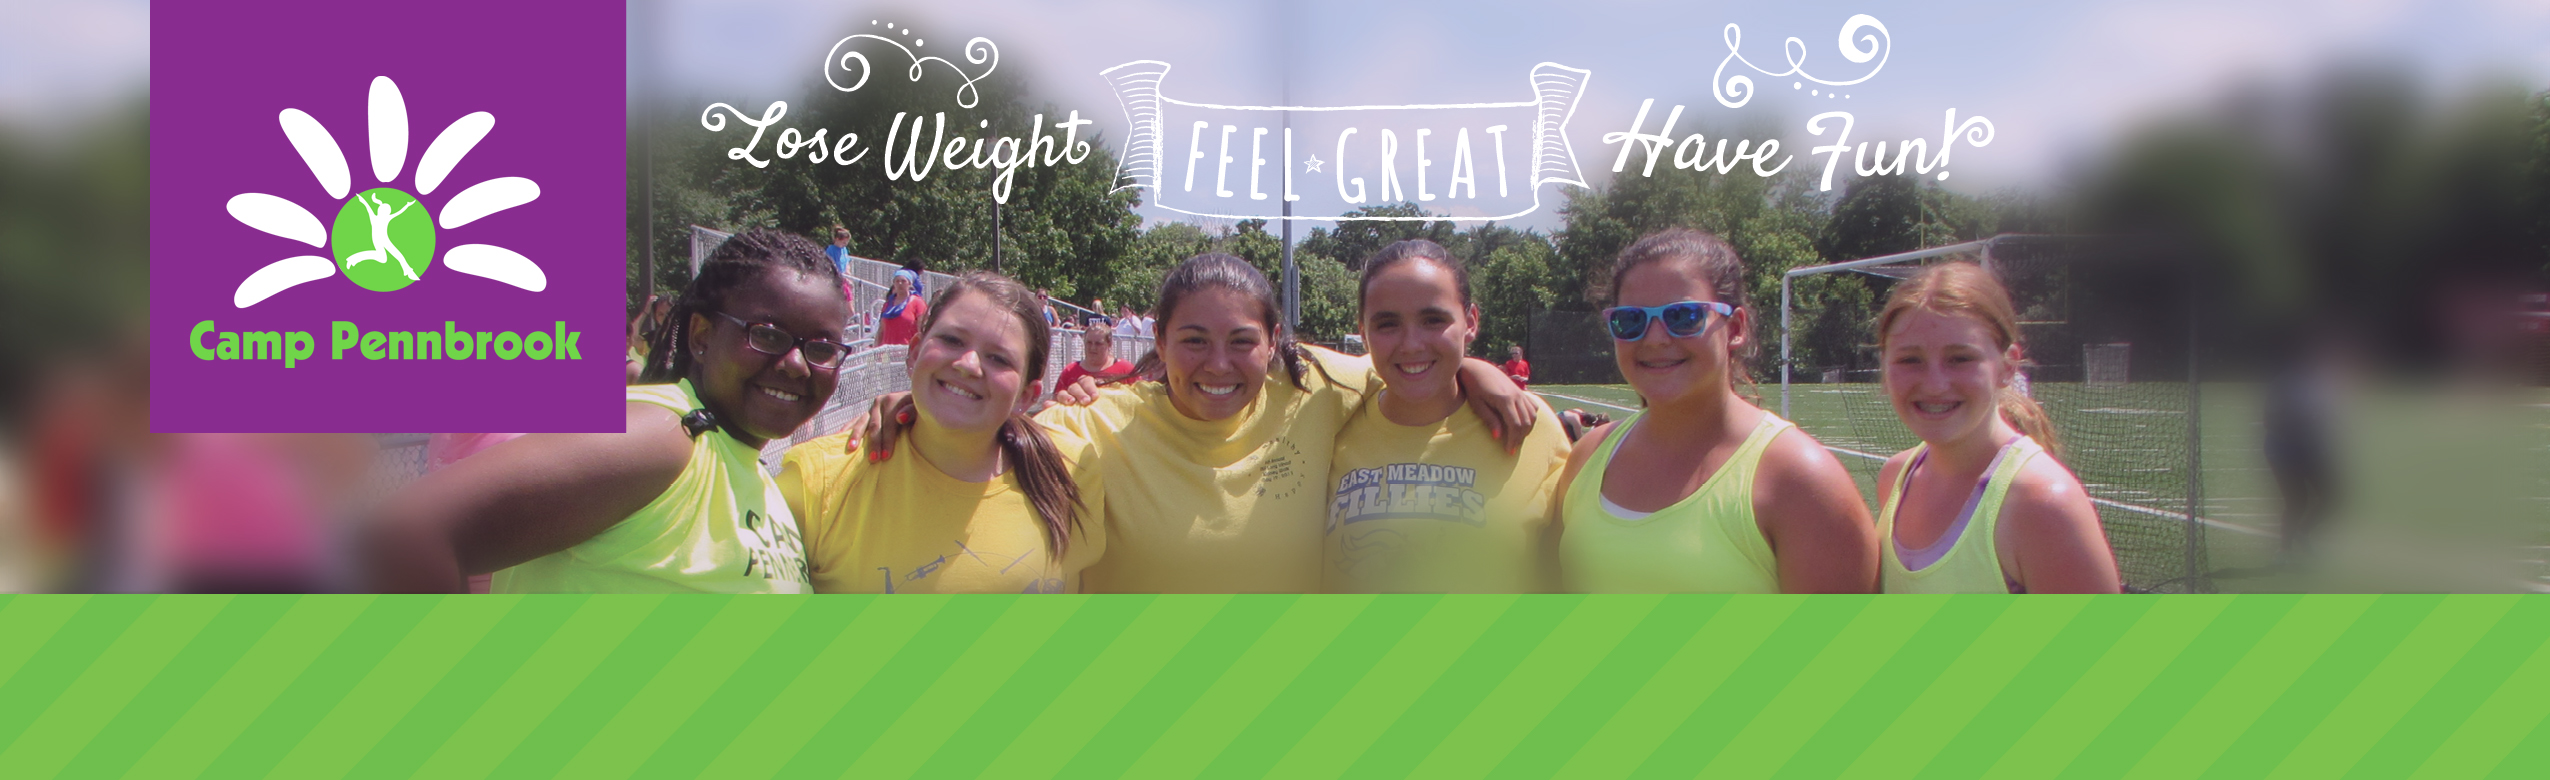 Lose Weight FEEL GREAT Have Fun!
Camp Pennbrook
EAST MEADOW
FILLIES